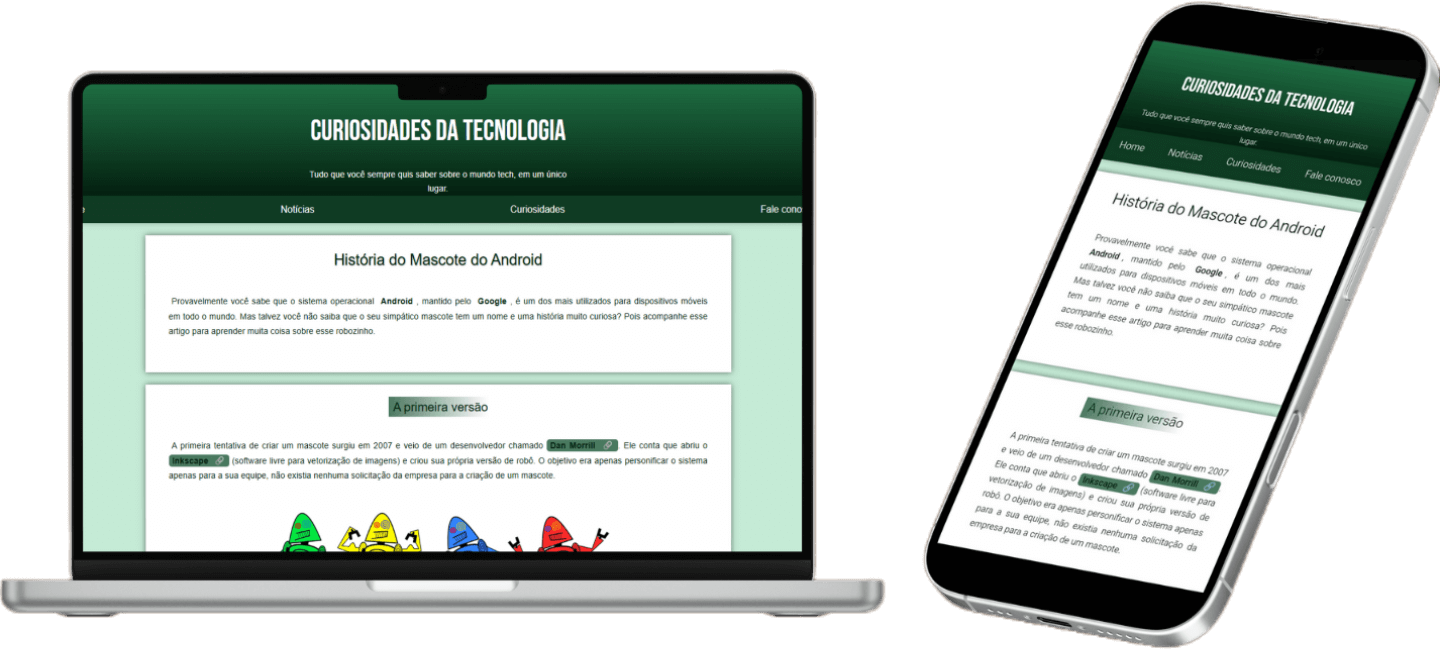 CURIOSIDADES DA TECNOLOGIA
Tudo que você sempre quis saber sobre o mundo tech, em um único
lugar.
e Notícias Curiosidades Fale cono
História do Mascote do Android
Provavelmente você sabe que o sistema operacional Android , mantido pelo Google , é um dos mais utilizados para dispositivos móveis
em todo o mundo. Mas talvez você não saiba que o seu simpático mascote tem um nome e uma história muito curiosa? Pois acompanhe esse
artigo para aprender muita coisa sobre esse robozinho.
A primeira versão
A primeira tentativa de criar um mascote surgiu em 2007 e veio de um desenvolvedor chamado Dan Morrill . Ele conta que abriu o
Inkscape (software livre para vetorização de imagens) e criou sua própria versão de robô. O objetivo era apenas personificar o sistema
apenas para a sua equipe, não existia nenhuma solicitação da empresa para a criação de um mascote.
CURIOSIDADES DA TECNOLOGIA
Tudo que você sempre quis saber sobre o mundo tech, em um único
lugar.
Home Notícias Curiosidades Fale conosco
História do Mascote do Android
Provavelmente você sabe que o sistema operacional
Android , mantido pelo Google , é um dos mais
utilizados para dispositivos móveis em todo o mundo.
Mas talvez você não saiba que o seu simpático mascote
tem um nome e uma história muito curiosa? Pois
acompanhe esse artigo para aprender muita coisa sobre
esse robozinho.
A primeira versão
A primeira tentativa de criar um mascote surgiu em 2007
e veio de um desenvolvedor chamado Dan Morrill .
Ele conta que abriu o Inkscape (software livre para
vetorização de imagens) e criou sua própria versão de
robô. O objetivo era apenas personificar o sistema apenas
para a sua equipe, não existia nenhuma solicitação da
empresa para a criação de um mascote.